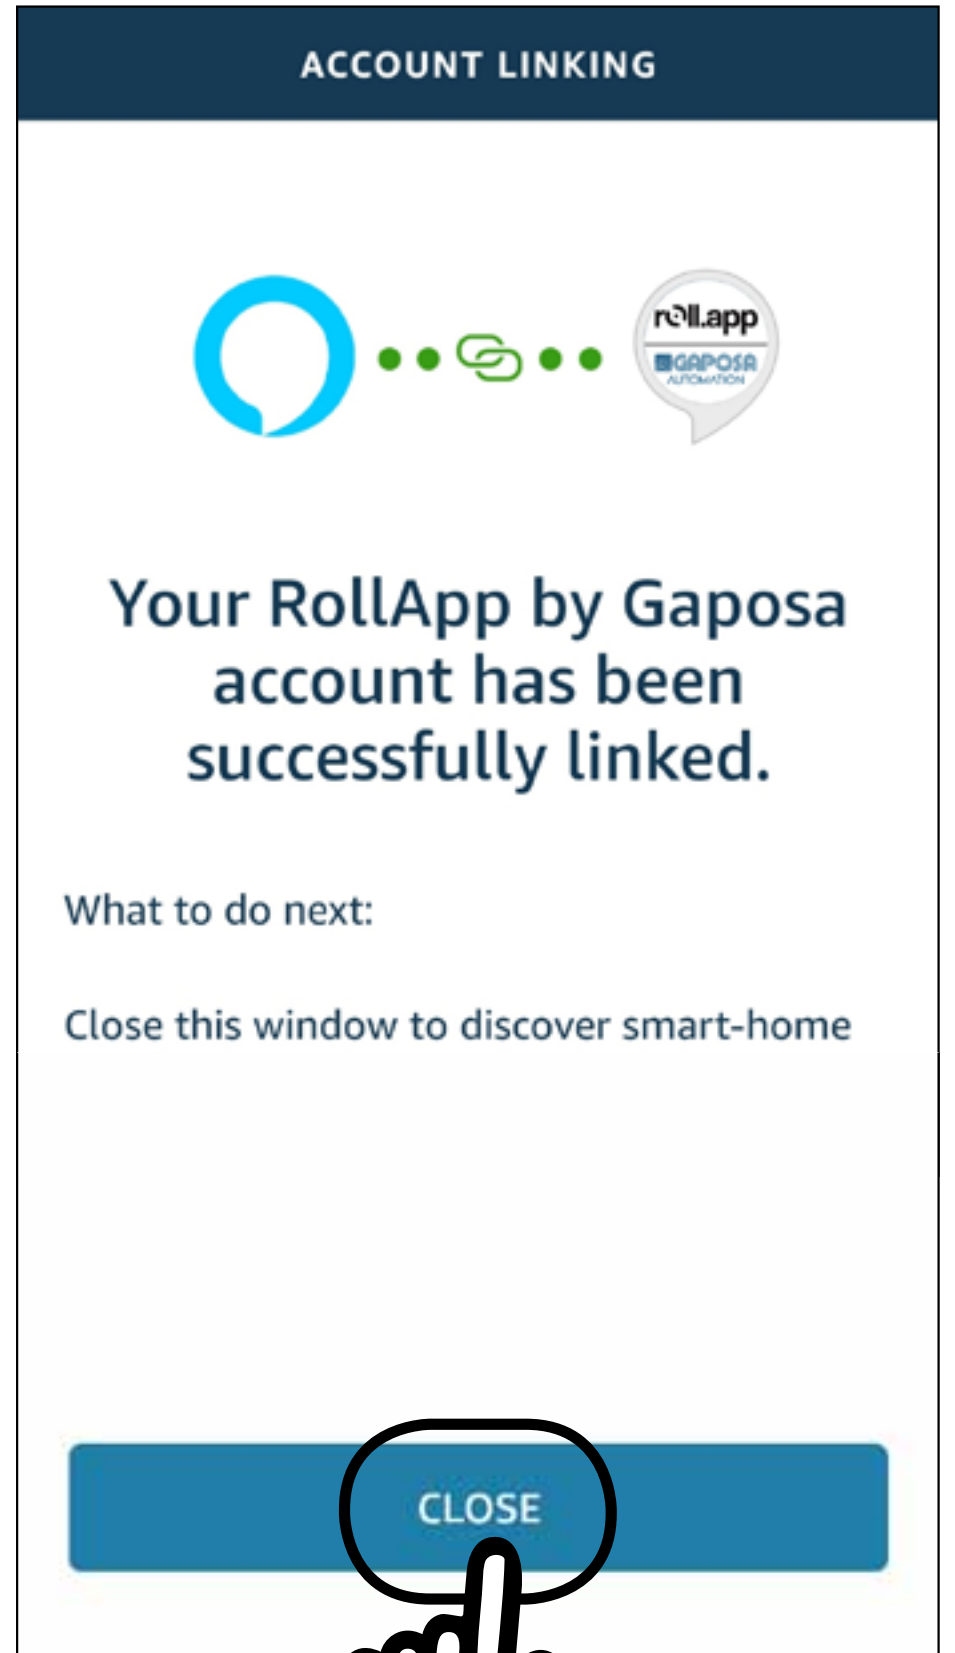 ACCOUNT LINKING
roll.app
GAPOSA
AUTOMATION
Your RollApp by Gaposa
account has been
successfully linked.
What to do next:
Close this window to discover smart-home
CLOSE